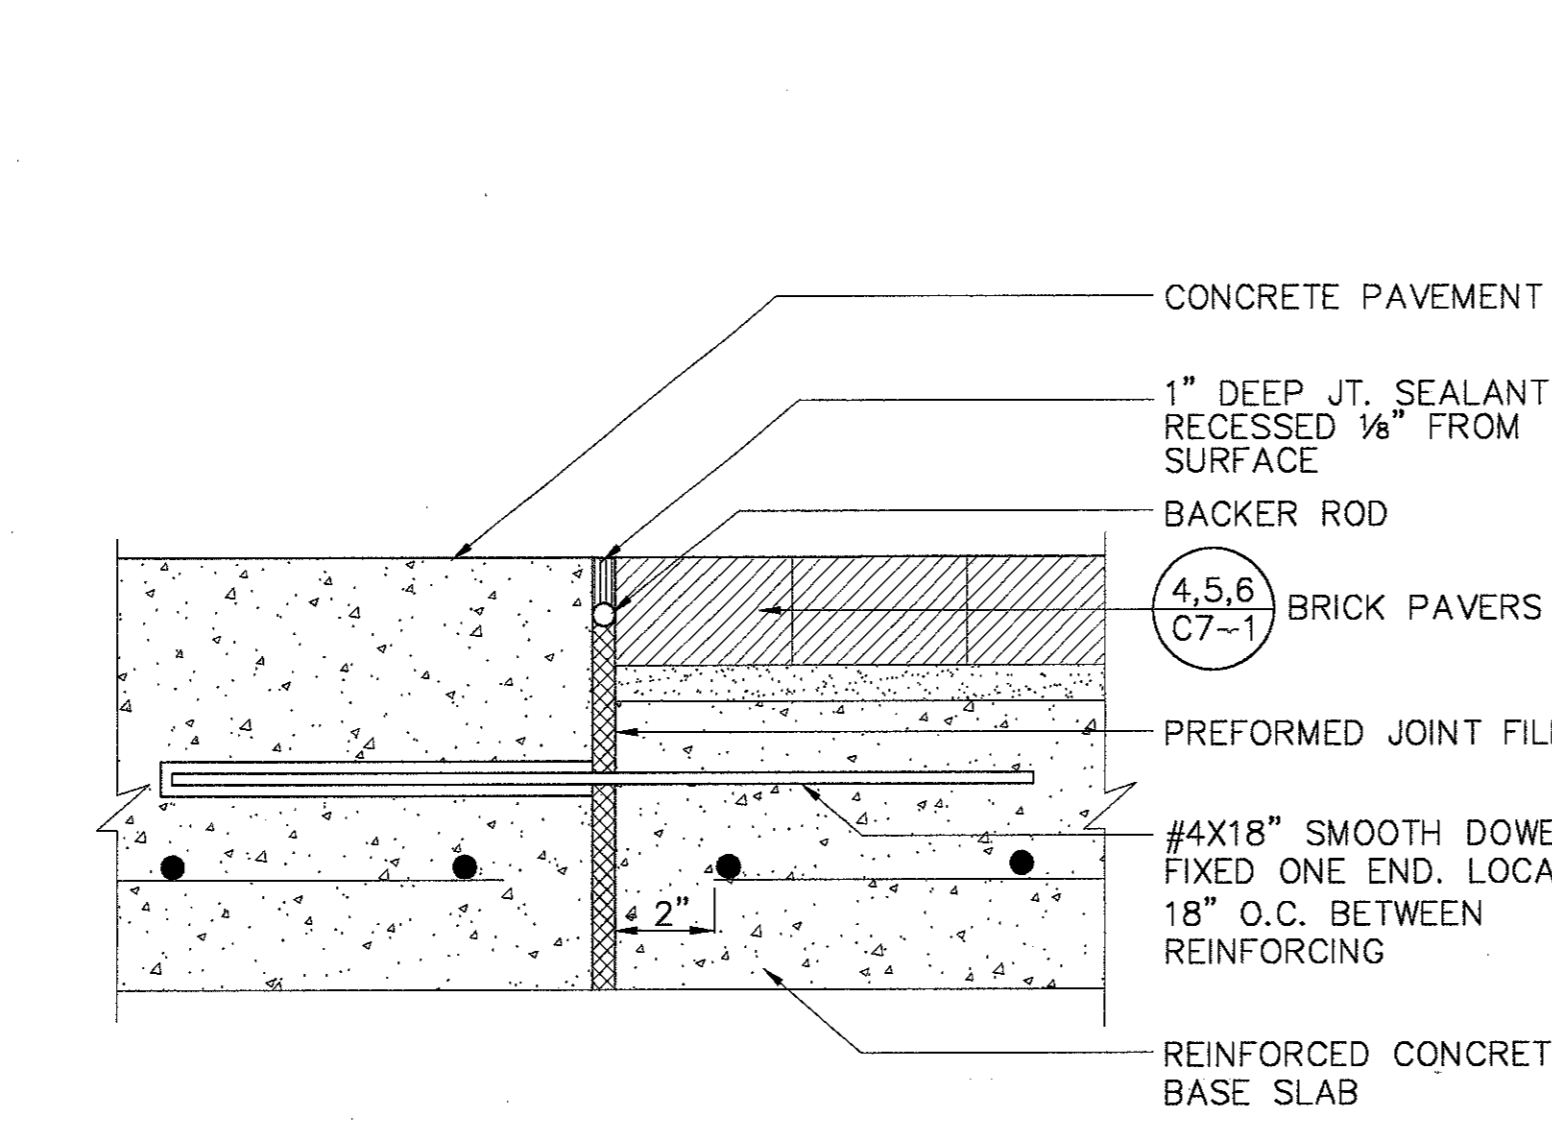 CONCRETE PAVEMENT
1" DEEP JT. SEALANT
RECESSED ⅛" FROM
SURFACE
BACKER ROD
4,5,6
C7-1
BRICK PAVERS
PREFORMED JOINT FIL
#4X18" SMOOTH DOWE
FIXED ONE END. LOCA
18" O.C. BETWEEN
REINFORCING
2"
REINFORCED CONCRET
BASE SLAB